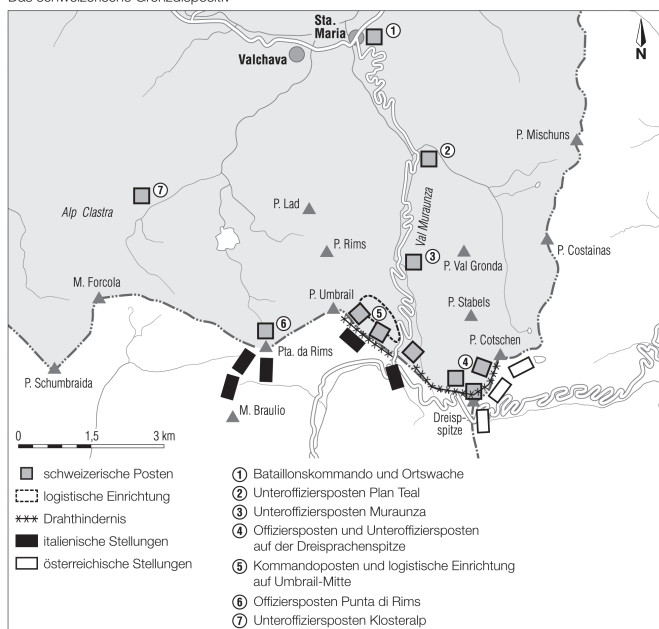 Das schweizerische Grenzdispositiv
Sta.
Maria
①
Valchava
N
P. Mischuns
②
⑦
Alp Clastra
P. Lad
Val Muraunza
P. Rims
③
P. Val Gronda
P. Costainas
M. Forcola
P. Umbrail
P. Stabels
⑤
⑥
P. Cotschen
Pta. da Rims
④
P. Schumbraida
M. Braulio
Dreisp-
spitze
0 1,5 3 km
schweizerische Posten
logistische Einrichtung
Drahthindernis
italienische Stellungen
österreichische Stellungen
① Bataillonskommando und Ortswache
② Unteroffiziersposten Plan Teal
③ Unteroffiziersposten Muraunza
④ Offiziersposten und Unteroffiziersposten
auf der Dreisprachenspitze
⑤ Kommandoposten und logistische Einrichtung
auf Umbrail-Mitte
⑥ Offiziersposten Punta di Rims
⑦ Unteroffiziersposten Klosteralp